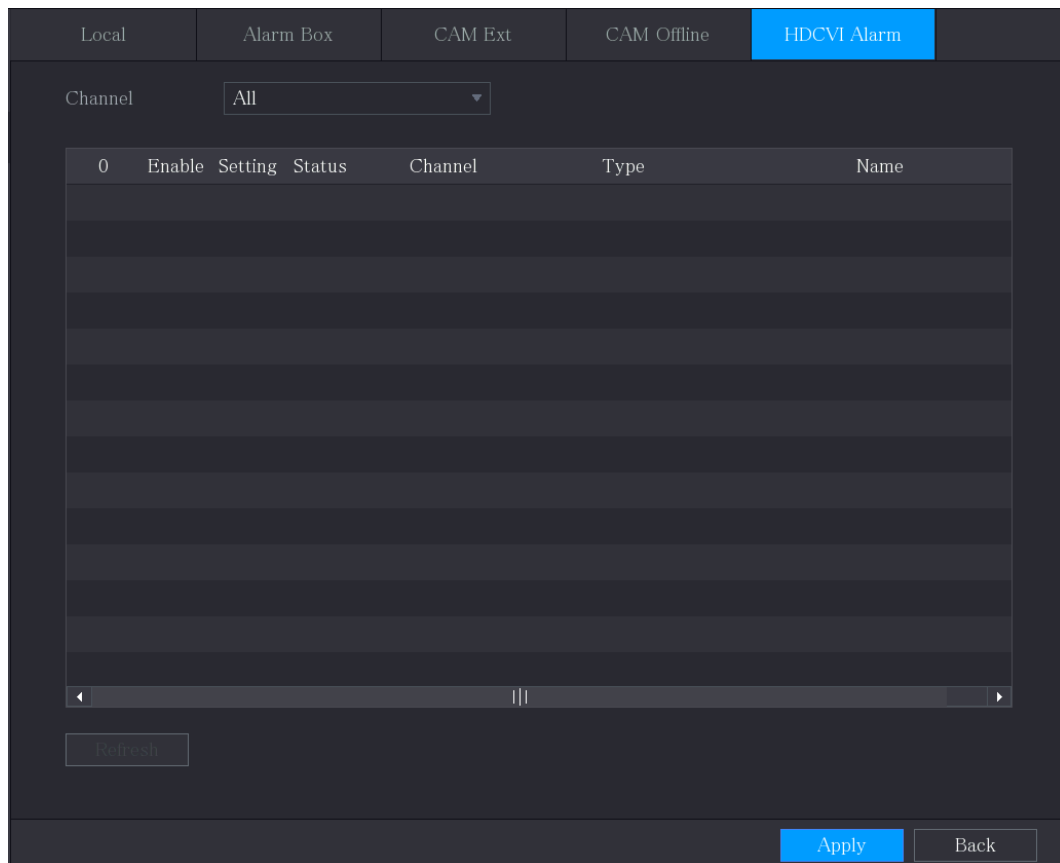 Local Alarm Box CAM Ext CAM Offline HDCVI Alarm
Channel All
0 Enable Setting Status Channel Type Name
Refresh
Apply Back